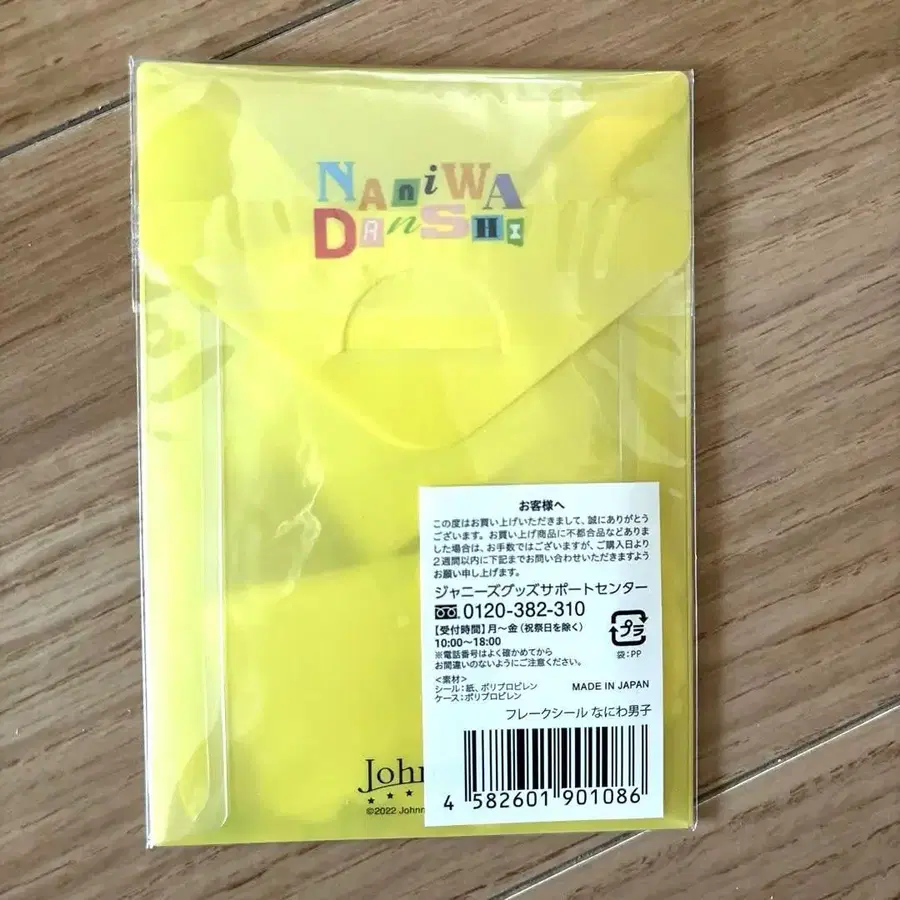 NANiWA
DANSHI
お客様へ
この度はお買い上げいただきまして、誠にありがとう
ございます。お買い上げ商品に不都合品などありま
した場合は、お手数ではございますが、ご購入日より
2週間以内に下記までお問い合わせいただきますよう
お願い申し上げます。
ジャニーズグッズサポートセンター
0120-382-310
【受付時間】月〜金（祝祭日を除く）
10:00〜18:00
※電話番号はよく確かめてから
お間違いのないようにご注意ください。
プラ
袋:PP
<素材>
シール:紙、ポリプロピレン
ケース:ポリプロピレン
MADE IN JAPAN
フレークシール なにわ男子
4 582601 901086
John
©2022 Johnn